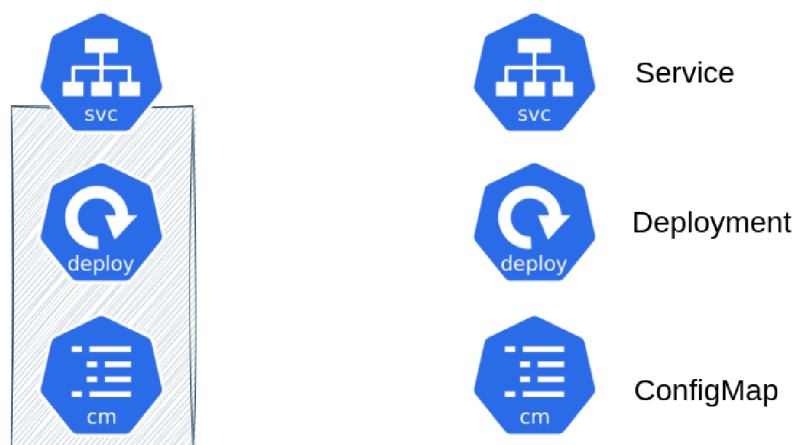 svc
svc
Service
deploy
deploy
Deployment
cm
cm
ConfigMap